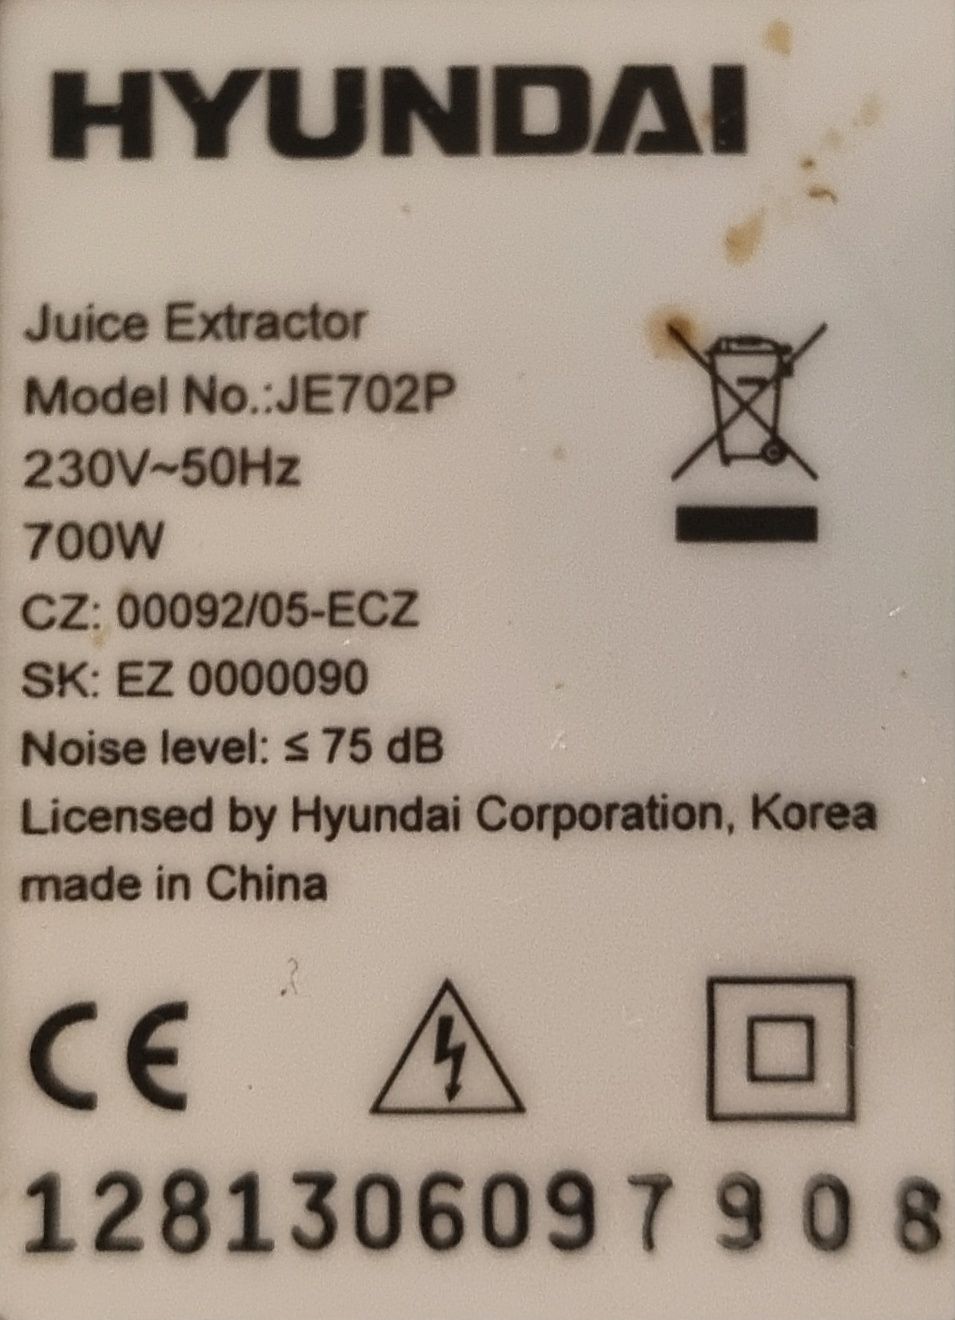 HYUNDAI
Juice Extractor
Model No.:JE702P
230V~50Hz
700W
CZ: 00092/05-ECZ
SK: EZ 0000090
Noise level: ≤ 75 dB
Licensed by Hyundai Corporation, Korea
made in China
CE
1281306097908